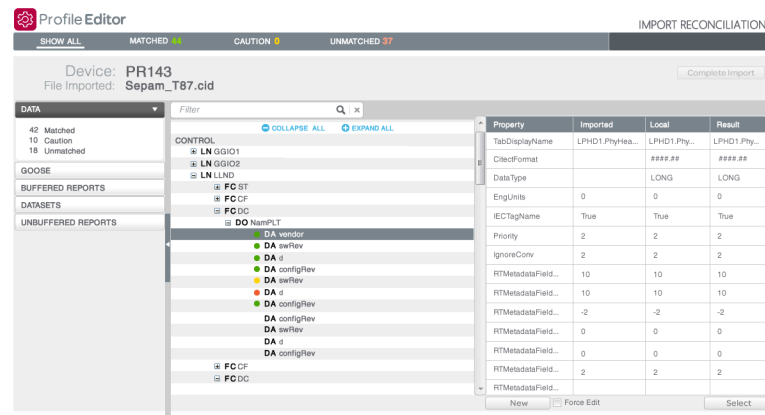 Profile Editor
IMPORT RECONCILIATION
SHOW ALL MATCHED 44 CAUTION 0 UNMATCHED 37
Device: PR143
File Imported: Sepam_T87.cid
Complete Import
DATA
42 Matched
10 Caution
18 Unmatched
GOOSE
BUFFERED REPORTS
DATASETS
UNBUFFERED REPORTS
Filter
COLLAPSE ALL EXPAND ALL
CONTROL
LN GGIO1
LN GGIO2
LN LLND
FC ST
FC CF
FC DC
DO NamPLT
DA vendor
DA swRev
DA d
DA configRev
DA swRev
DA d
DA configRev
DA configRev
DA swRev
DA d
DA configRev
FC CF
FC DC
Property Imported Local Result
TabDisplayName LPHD1.PhyHea... LPHD1.Phy... LPHD1.Phy...
CitectFormat ####.## ####.##
DataType LONG LONG
EngUnits 0 0 0
IECTagName True True True
Priority 2 2 2
IgnoreConv 2 2 2
RTMetadataField... 10 10 10
RTMetadataField... 10 10 10
RTMetadataField... -2 -2 -2
RTMetadataField... 0 0 0
RTMetadataField... 0 0 0
RTMetadataField... 2 2 2
RTMetadataField...
New Force Edit Select